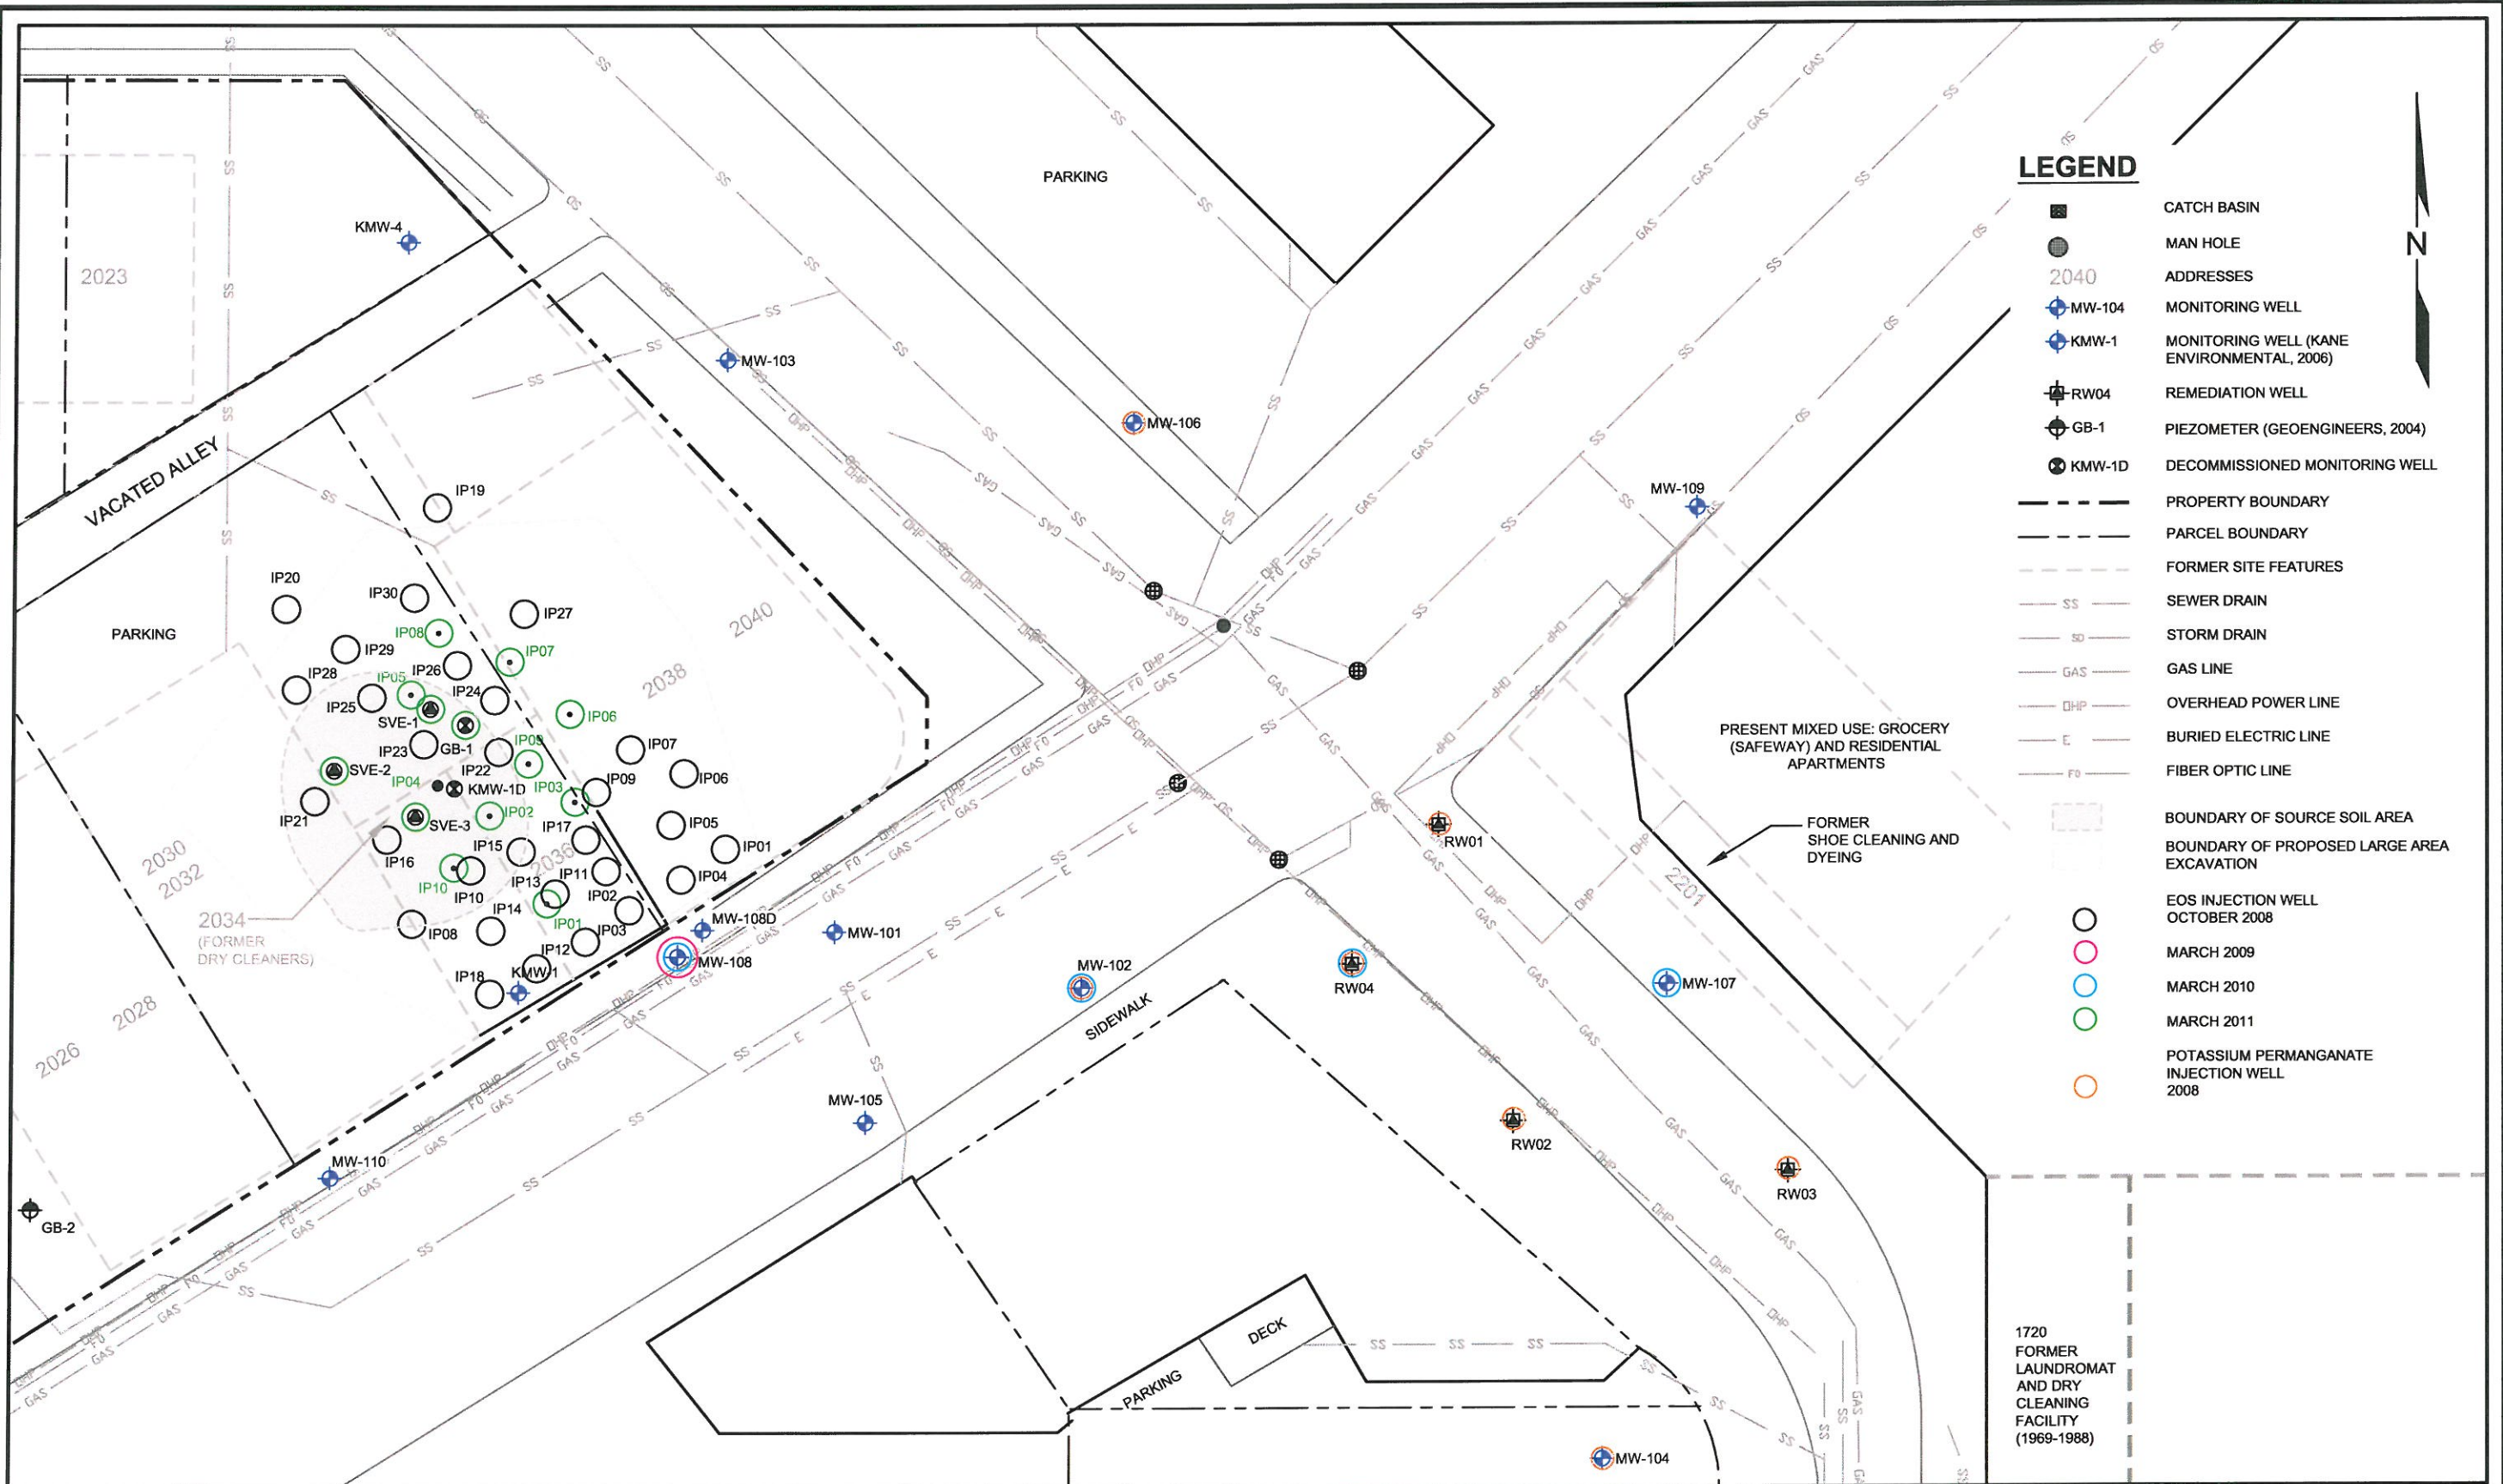 KMW-4
2023
MW-103
PARKING
MW-106
VACATED ALLEY
MW-109
IP19
IP20
IP30
IP27
PARKING
IP08
IP29
IP26
IP07
2040
IP28
IP05
IP24
2038
IP25
SVE-1
IP06
IP23
GB-1
IP09
IP07
SVE-2
IP22
IP04
KMW-1D
IP03
IP09
IP06
IP21
SVE-3
IP02
IP17
IP05
IP16
IP15
2036
IP01
2030
2032
IP10
IP10
IP13
IP11
IP04
IP02
IP14
IP01
2034
(FORMER
DRY CLEANERS)
IP08
IP12
IP03
MW-108D
MW-101
MW-108
IP18
KMW-1
2028
2026
MW-102
SIDEWALK
RW04
MW-107
RW01
PRESENT MIXED USE: GROCERY
(SAFEWAY) AND RESIDENTIAL
APARTMENTS
FORMER
SHOE CLEANING AND
DYEING
2201
MW-105
MW-110
GB-2
RW02
RW03
DECK
PARKING
MW-104
1720
FORMER
LAUNDROMAT
AND DRY
CLEANING
FACILITY
(1969-1988)
N
LEGEND
CATCH BASIN
MAN HOLE
2040 ADDRESSES
MW-104 MONITORING WELL
KMW-1 MONITORING WELL (KANE
ENVIRONMENTAL, 2006)
RW04 REMEDIATION WELL
GB-1 PIEZOMETER (GEOENGINEERS, 2004)
KMW-1D DECOMMISSIONED MONITORING WELL
PROPERTY BOUNDARY
PARCEL BOUNDARY
FORMER SITE FEATURES
SS SEWER DRAIN
SD STORM DRAIN
GAS GAS LINE
OHP OVERHEAD POWER LINE
E BURIED ELECTRIC LINE
FO FIBER OPTIC LINE
BOUNDARY OF SOURCE SOIL AREA
BOUNDARY OF PROPOSED LARGE AREA
EXCAVATION
EOS INJECTION WELL
OCTOBER 2008
MARCH 2009
MARCH 2010
MARCH 2011
POTASSIUM PERMANGANATE
INJECTION WELL
2008